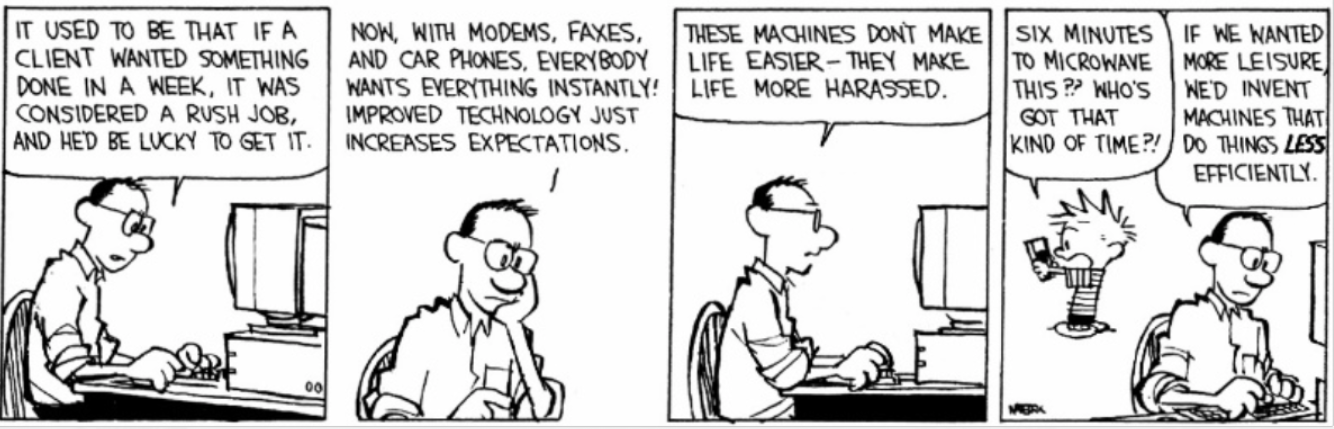 IT USED TO BE THAT IF A
CLIENT WANTED SOMETHING
DONE IN A WEEK, IT WAS
CONSIDERED A RUSH JOB,
AND HE'D BE LUCKY TO GET IT.
NOW, WITH MODEMS, FAXES,
AND CAR PHONES, EVERYBODY
WANTS EVERYTHING INSTANTLY!
IMPROVED TECHNOLOGY JUST
INCREASES EXPECTATIONS.
THESE MACHINES DON'T MAKE
LIFE EASIER - THEY MAKE
LIFE MORE HARASSED.
SIX MINUTES
TO MICROWAVE
THIS?? WHO'S
GOT THAT
KIND OF TIME?!
IF WE WANTED
MORE LEISURE,
WE'D INVENT
MACHINES THAT
DO THINGS LESS
EFFICIENTLY.